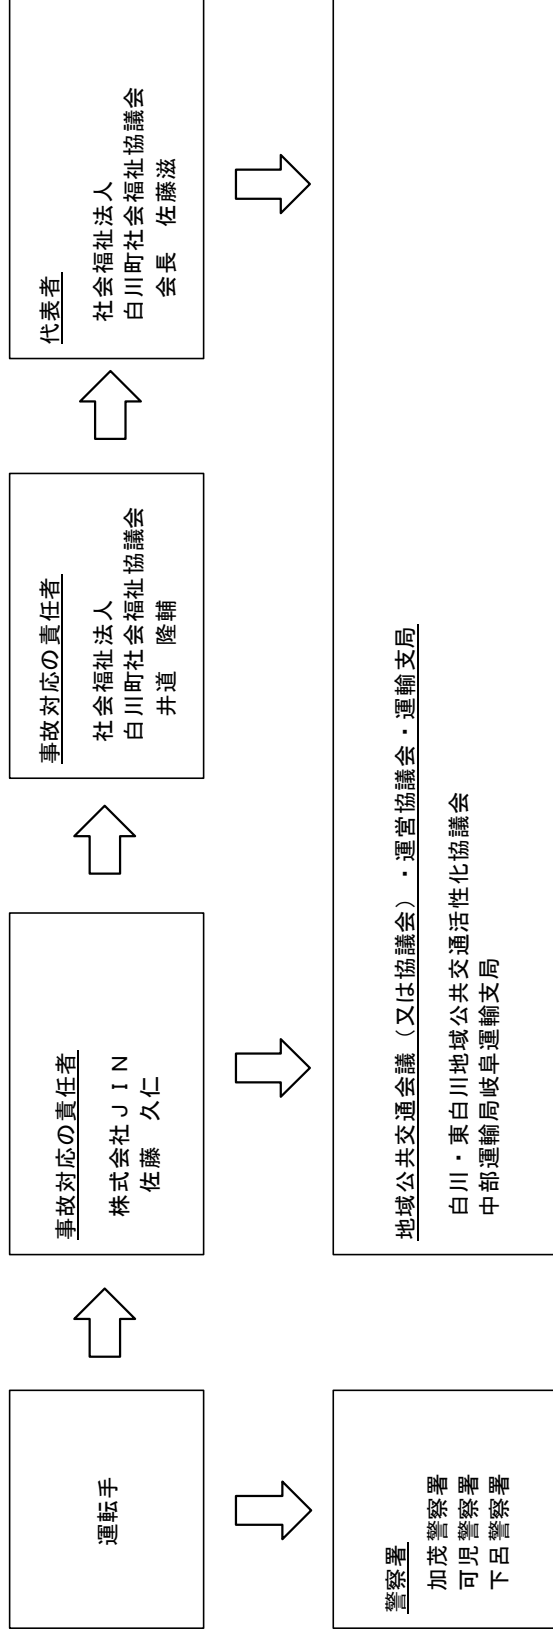 運転手
事故対応の責任者
株式会社ＪＩＮ
佐藤　久仁
事故対応の責任者
社会福祉法人
白川町社会福祉協議会
井道　隆輔
代表者
社会福祉法人
白川町社会福祉協議会
会長　佐藤滋
警察署
加茂警察署
可児警察署
下呂警察署
地域公共交通会議（又は協議会）・運営協議会・運輸支局
白川・東白川地域公共交通活性化協議会
中部運輸局岐阜運輸支局